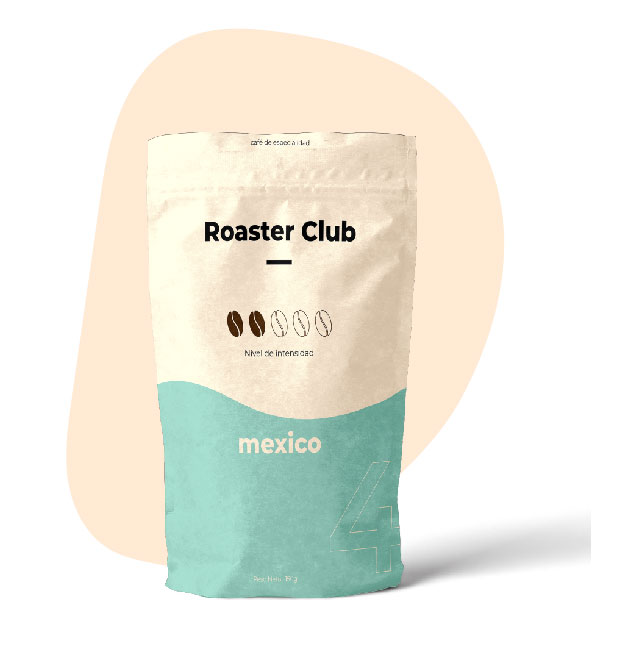 café de especialidad
Roaster Club
Nivel de intensidad
mexico
4